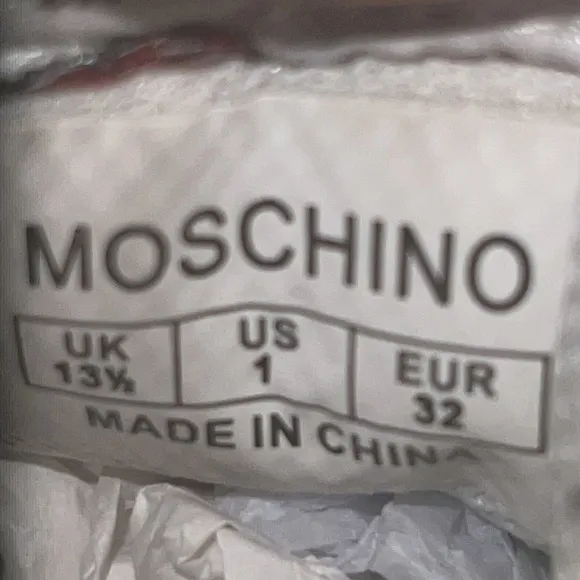 MOSCHINO
UK US EUR
13½ 1 32
MADE IN CHINA